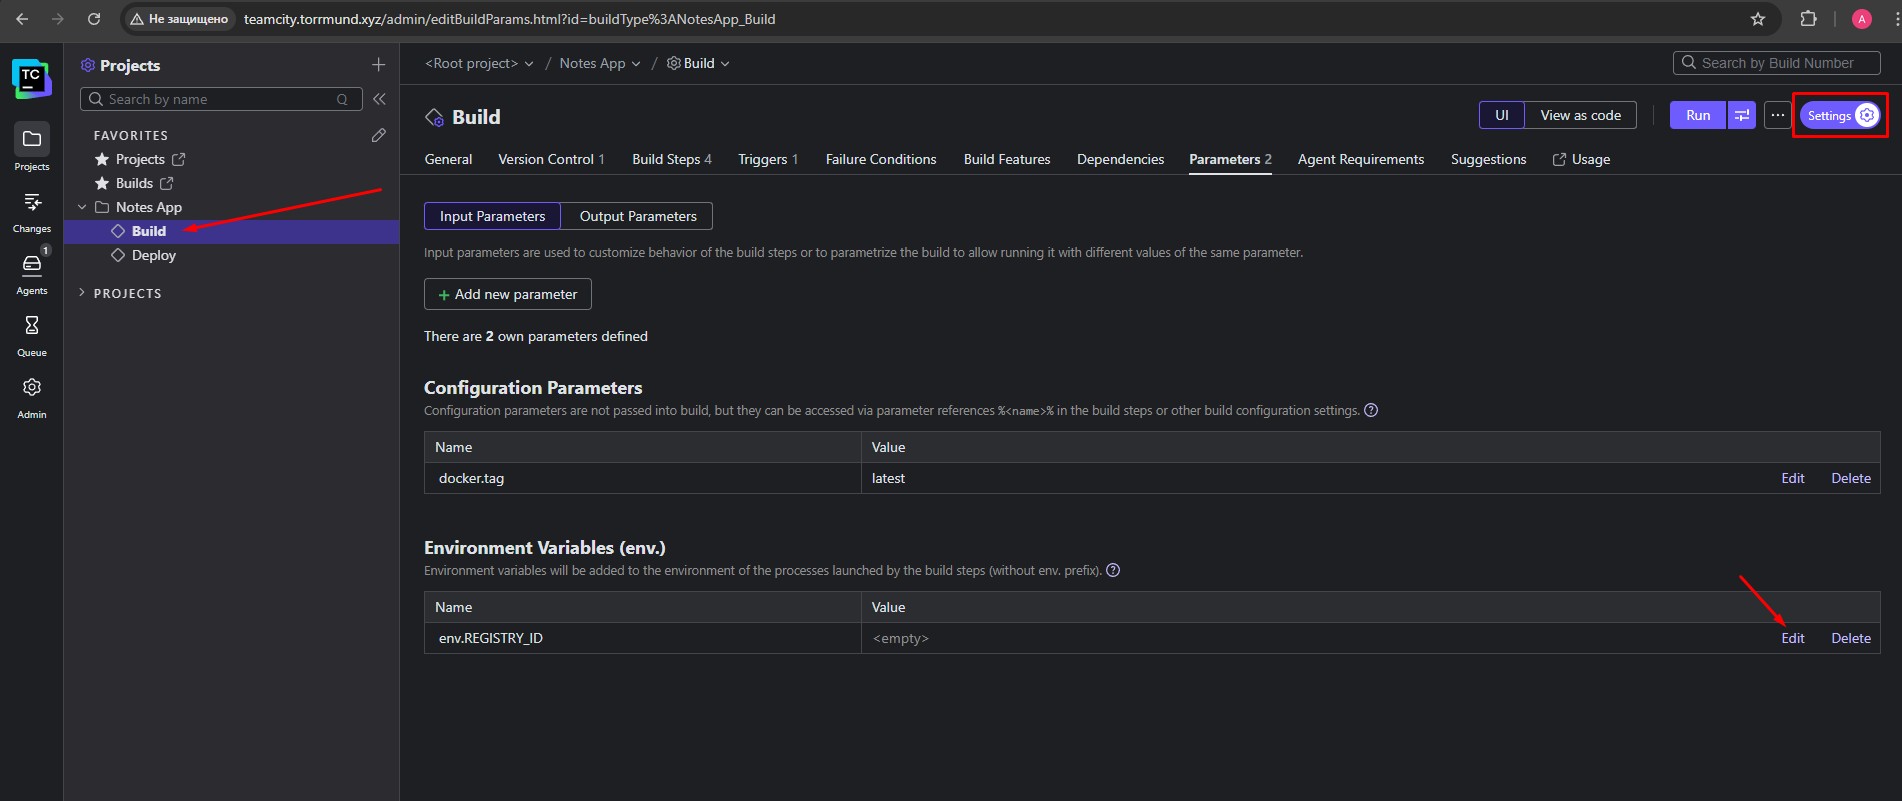 Не защищено teamcity.torrmund.xyz/admin/editBuildParams.html?id=buildType%3ANotesApp_Build
A
TC
Projects
Changes
1
Agents
Queue
Admin
Projects
Search by name Q
FAVORITES
Projects
Builds
Notes App
Build
Deploy
PROJECTS
<Root project> / Notes App / Build
Search by Build Number
Build
UI View as code Run ... Settings
General Version Control 1 Build Steps 4 Triggers 1 Failure Conditions Build Features Dependencies Parameters 2 Agent Requirements Suggestions Usage
Input Parameters Output Parameters
Input parameters are used to customize behavior of the build steps or to parametrize the build to allow running it with different values of the same parameter.
+ Add new parameter
There are 2 own parameters defined
Configuration Parameters
Configuration parameters are not passed into build, but they can be accessed via parameter references %<name>% in the build steps or other build configuration settings. ?
Name Value
docker.tag latest Edit Delete
Environment Variables (env.)
Environment variables will be added to the environment of the processes launched by the build steps (without env. prefix). ?
Name Value
env.REGISTRY_ID <empty> Edit Delete